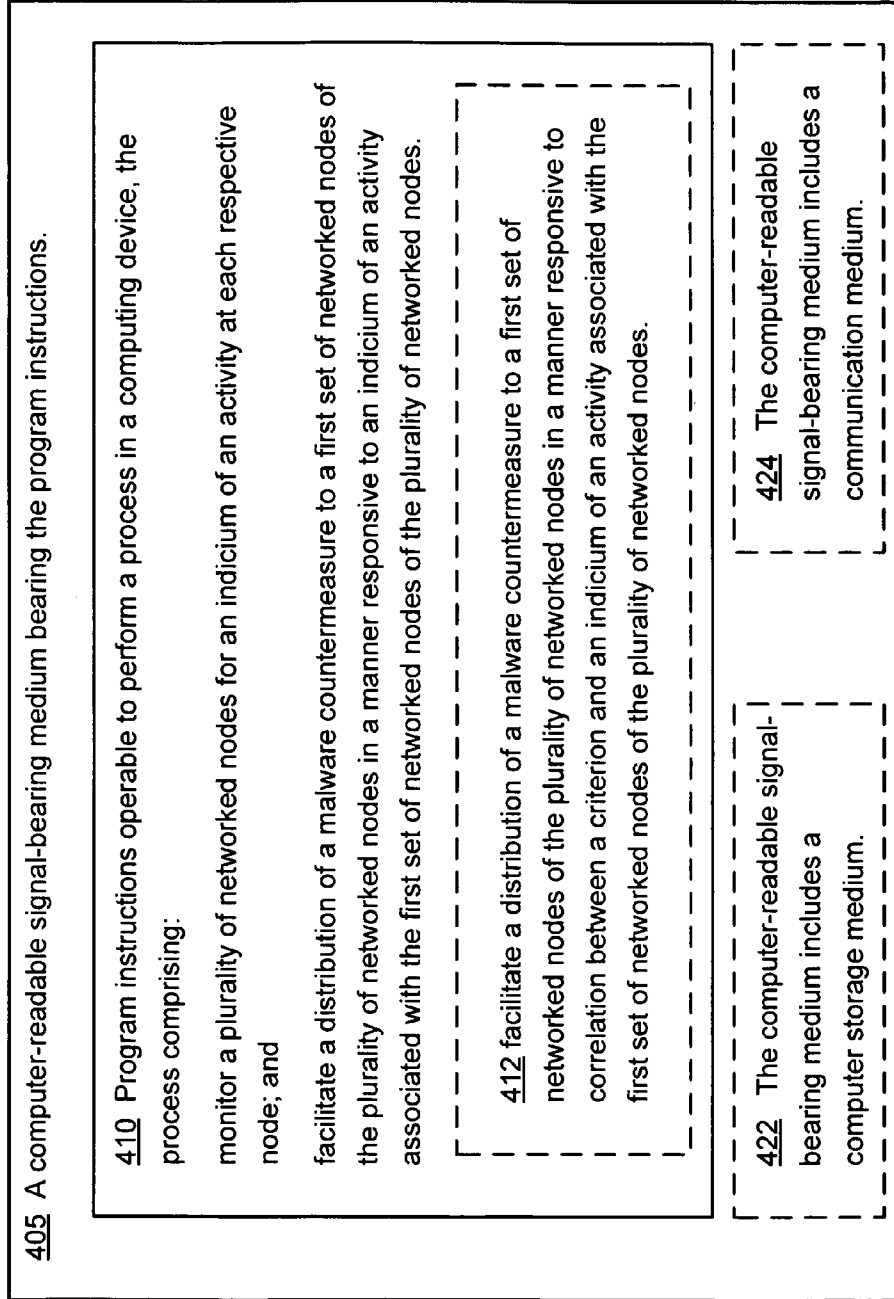 405 A computer-readable signal-bearing medium bearing the program instructions.
410 Program instructions operable to perform a process in a computing device, the
process comprising:
monitor a plurality of networked nodes for an indicium of an activity at each respective
node; and
facilitate a distribution of a malware countermeasure to a first set of networked nodes of
the plurality of networked nodes in a manner responsive to an indicium of an activity
associated with the first set of networked nodes of the plurality of networked nodes.
412 facilitate a distribution of a malware countermeasure to a first set of
networked nodes of the plurality of networked nodes in a manner responsive to
correlation between a criterion and an indicium of an activity associated with the
first set of networked nodes of the plurality of networked nodes.
422 The computer-readable signal-
bearing medium includes a
computer storage medium.
424 The computer-readable
signal-bearing medium includes a
communication medium.